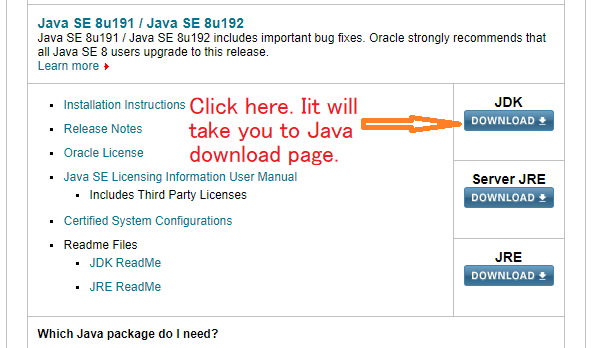 Java SE 8u191 / Java SE 8u192
Java SE 8u191 / Java SE 8u192 includes important bug fixes. Oracle strongly recommends that
all Java SE 8 users upgrade to this release.
Learn more
Installation Instructions
Release Notes
Oracle License
Java SE Licensing Information User Manual
Includes Third Party Licenses
Certified System Configurations
Readme Files
JDK ReadMe
JRE ReadMe
Click here. Iit will
take you to Java
download page.
JDK
DOWNLOAD
Server JRE
DOWNLOAD
JRE
DOWNLOAD
Which Java package do I need?